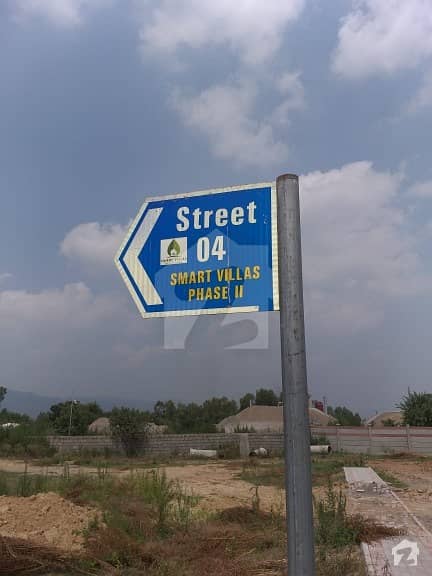 Street
04
SMART VILLAS
PHASE II